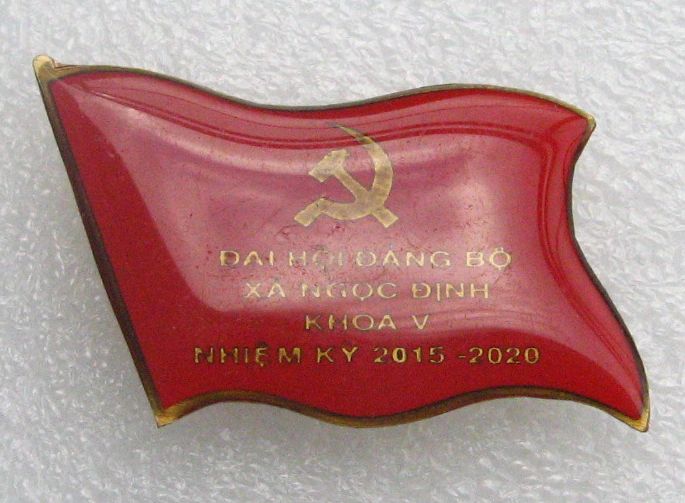 ĐẠI HỘI ĐẢNG BỘ
XÃ NGỌC ĐỊNH
KHÓA V
NHIỆM KỲ 2015 -2020